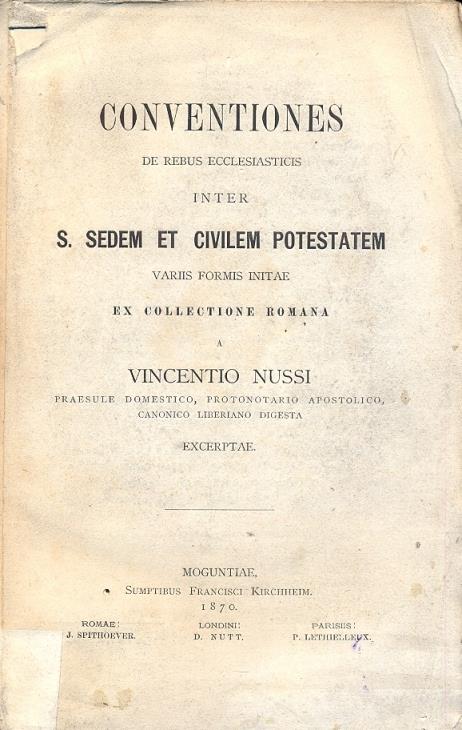 CONVENTIONES
DE REBUS ECCLESIASTICIS
INTER
S. SEDEM ET CIVILEM POTESTATEM
VARIIS FORMIS INITAE
EX COLLECTIONE ROMANA
A
VINCENTIO NUSSI
PRAESULE DOMESTICO, PROTONOTARIO APOSTOLICO,
CANONICO LIBERIANO DIGESTA
EXCERPTAE.
MOGUNTIAE,
SUMPTIBUS FRANCISCI KIRCHHEIM.
1870.
ROMAE: LONDINI: PARISIIS:
J. SPITHOEVER. D. NUTT. P. LETHIELLEUX.